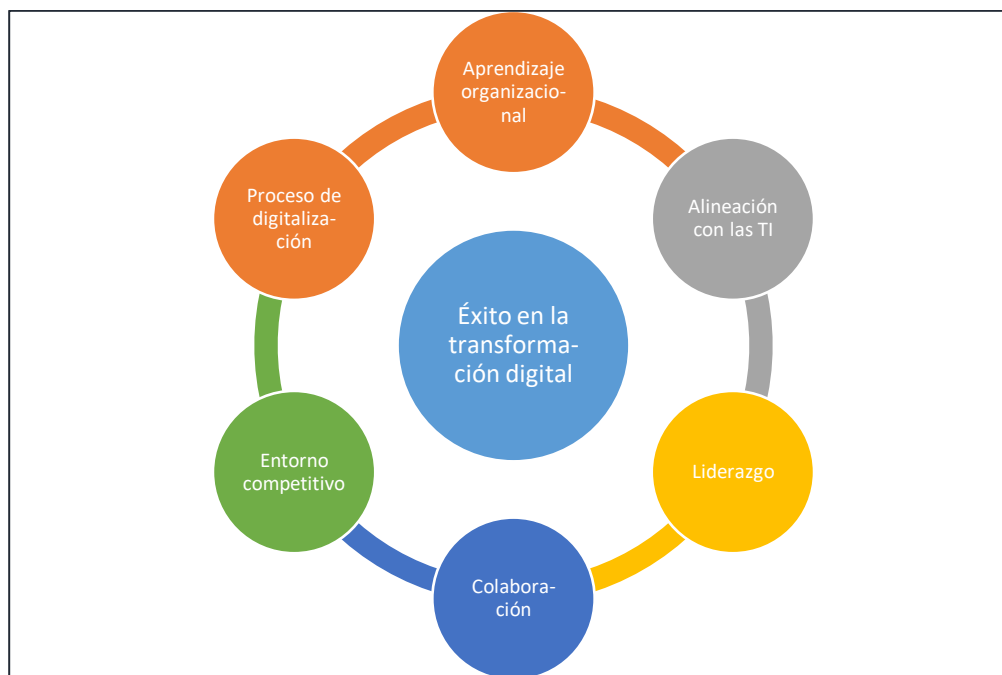 Aprendizaje
organizacio-
nal
Proceso de
digitaliza-
ción
Alineación
con las TI
Éxito en la
transforma-
ción digital
Entorno
competitivo
Liderazgo
Colabora-
ción